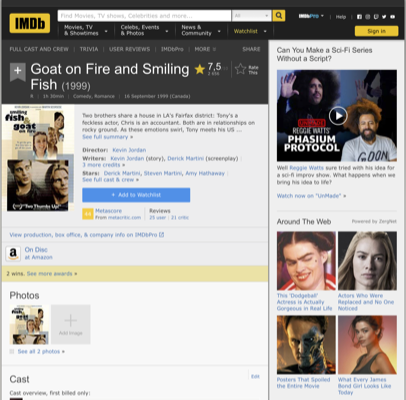 IMDb
Find Movies, TV shows, Celebrities and more...
All
IMDbPro
Help
Movies, TV
& Showtimes
Celebs, Events
& Photos
News &
Community
Watchlist
Sign in
FULL CAST AND CREW | TRIVIA | USER REVIEWS | IMDbPro | MORE
SHARE
Goat on Fire and Smiling
Fish (1999)
7,5
Rate
This
R | 1h 30min | Comedy, Romance | 16 September 1999 (Canada)
smiling
fish
&
goat on
fire
Two Thumbs Up!
Two brothers share a house in LA's Fairfax district: Tony's a
feckless actor, Chris is an accountant. Both are in relationships
on rocky ground. As these emotions swirl, Tony meets his US ...
See full summary »
Director: Kevin Jordan
Writers: Kevin Jordan (story), Derick Martini (screenplay) |
3 more credits »
Stars: Derick Martini, Steven Martini, Amy Hathaway |
See full cast & crew »
+ Add to Watchlist
Metascore
From metacritic.com
Reviews
25 user | 21 critic
View production, box office, & company info on IMDbPro
a
On Disc
at Amazon
2 wins. See more awards »
Photos
+
Add Image
See all 2 photos »
Cast
Edit
Cast overview, first billed only:
Can You Make a Sci-Fi Series
Without a Script?
REGGIE WATTS'
PHASIUM
PROTOCOL
Well Reggie Watts sure tried with his idea for
a sci-fi improv show. What happens when we
bring his idea to life?
Watch now on "UnMade" »
Around The Web
Powered by ZergNet
This 'Dodgeball'
Actress is Actually
Gorgeous in Real Life
Actors Who Were
Replaced and No One
Noticed
Posters That Spoiled
the Entire Movie
What Every James
Bond Girl Looks Like
Today